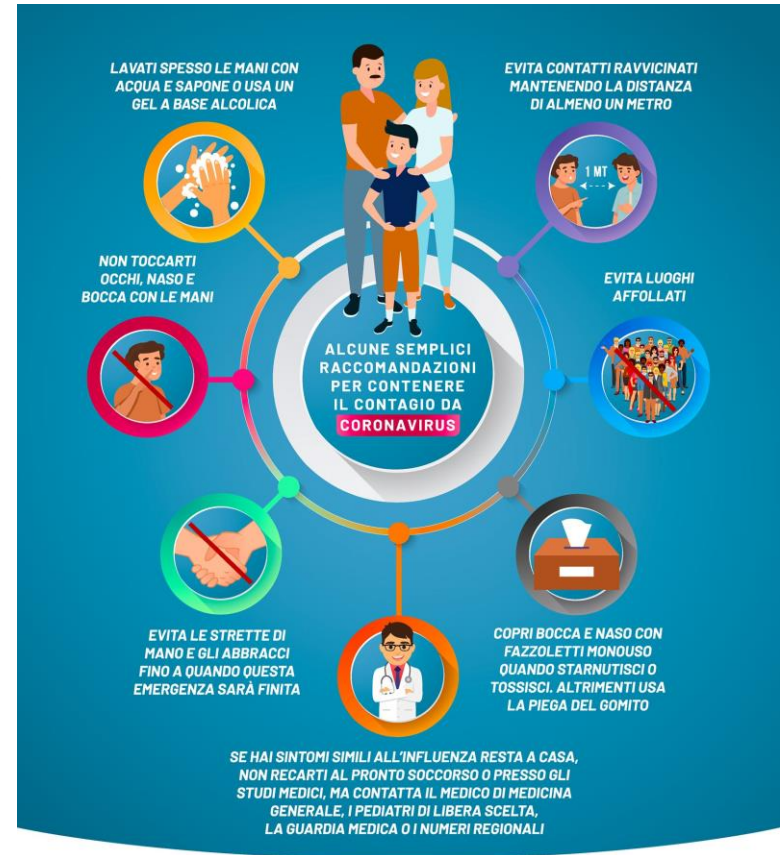 LAVATI SPESSO LE MANI CON
ACQUA E SAPONE O USA UN
GEL A BASE ALCOLICA
EVITA CONTATTI RAVVICINATI
MANTENENDO LA DISTANZA
DI ALMENO UN METRO
1 MT
NON TOCCARTI
OCCHI, NASO E
BOCCA CON LE MANI
EVITA LUOGHI
AFFOLLATI
ALCUNE SEMPLICI
RACCOMANDAZIONI
PER CONTENERE
IL CONTAGIO DA
CORONAVIRUS
EVITA LE STRETTE DI
MANO E GLI ABBRACCI
FINO A QUANDO QUESTA
EMERGENZA SARÀ FINITA
COPRI BOCCA E NASO CON
FAZZOLETTI MONOUSO
QUANDO STARNUTISCI O
TOSSISCI. ALTRIMENTI USA
LA PIEGA DEL GOMITO
SE HAI SINTOMI SIMILI ALL'INFLUENZA RESTA A CASA,
NON RECARTI AL PRONTO SOCCORSO O PRESSO GLI
STUDI MEDICI, MA CONTATTA IL MEDICO DI MEDICINA
GENERALE, I PEDIATRI DI LIBERA SCELTA,
LA GUARDIA MEDICA O I NUMERI REGIONALI